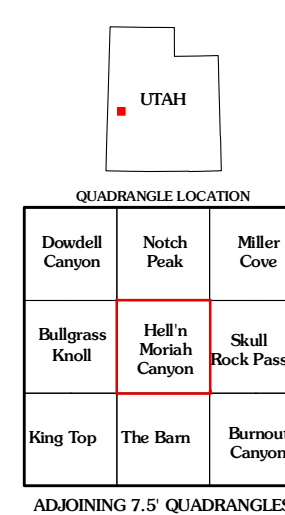 UTAH
QUADRANGLE LOCATION
Dowdell Canyon
Notch Peak
Miller Cove
Bullgrass Knoll
Hell'n Moriah Canyon
Skull Rock Pass
King Top
The Barn
Burnout Canyon
ADJOINING 7.5' QUADRANGLES